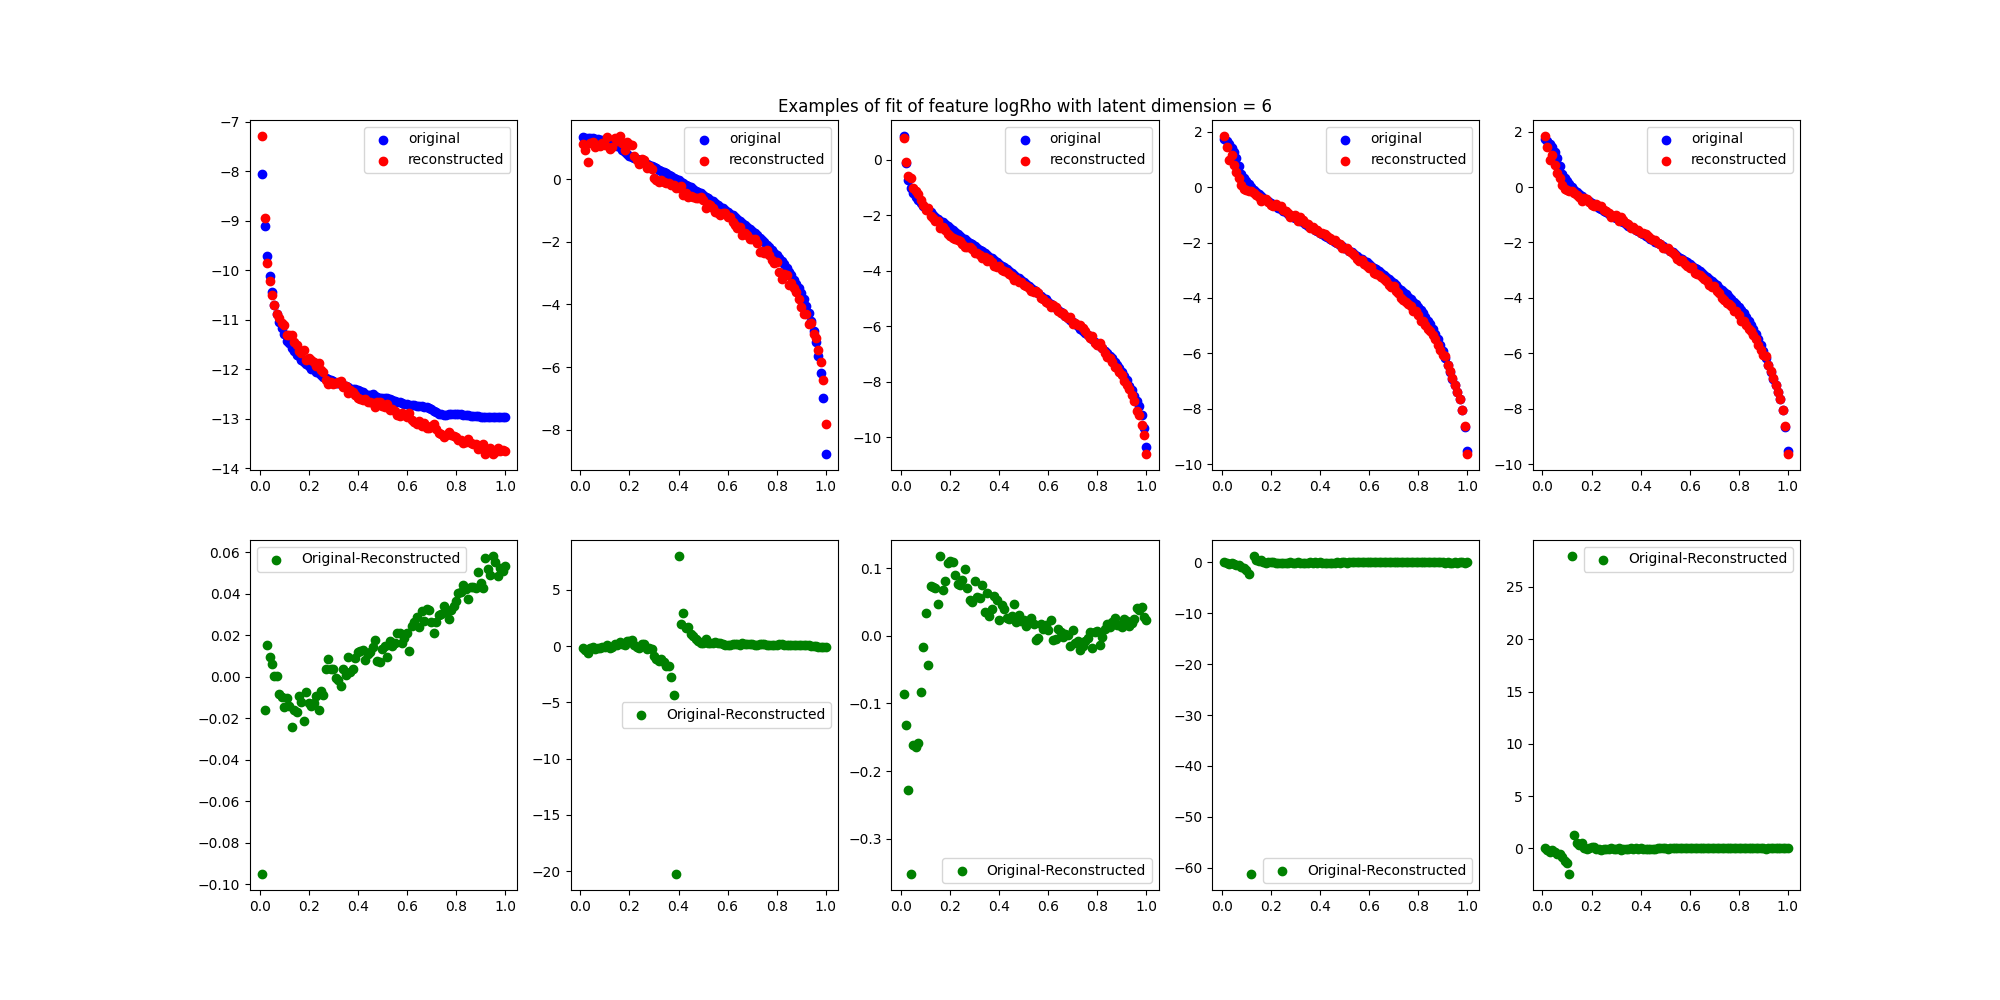 Examples of fit of feature logRho with latent dimension = 6
original
reconstructed
−7
−8
−9
−10
−11
−12
−13
−14
0.0 0.2 0.4 0.6 0.8 1.0
original
reconstructed
0
−2
−4
−6
−8
0.0 0.2 0.4 0.6 0.8 1.0
original
reconstructed
0
−2
−4
−6
−8
−10
0.0 0.2 0.4 0.6 0.8 1.0
original
reconstructed
2
0
−2
−4
−6
−8
−10
0.0 0.2 0.4 0.6 0.8 1.0
original
reconstructed
2
0
−2
−4
−6
−8
−10
0.0 0.2 0.4 0.6 0.8 1.0
Original-Reconstructed
0.06
0.04
0.02
0.00
−0.02
−0.04
−0.06
−0.08
−0.10
0.0 0.2 0.4 0.6 0.8 1.0
5
0
−5
−10
−15
−20
Original-Reconstructed
0.0 0.2 0.4 0.6 0.8 1.0
0.1
0.0
−0.1
−0.2
−0.3
Original-Reconstructed
0.0 0.2 0.4 0.6 0.8 1.0
0
−10
−20
−30
−40
−50
−60
Original-Reconstructed
0.0 0.2 0.4 0.6 0.8 1.0
Original-Reconstructed
25
20
15
10
5
0
0.0 0.2 0.4 0.6 0.8 1.0